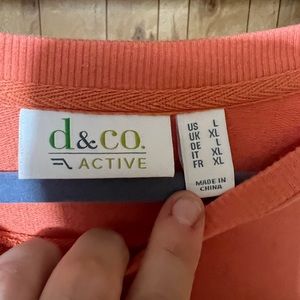 d&co.
ACTIVE
US L
UK XL
DE L
IT XL
FR XL
MADE IN
CHINA